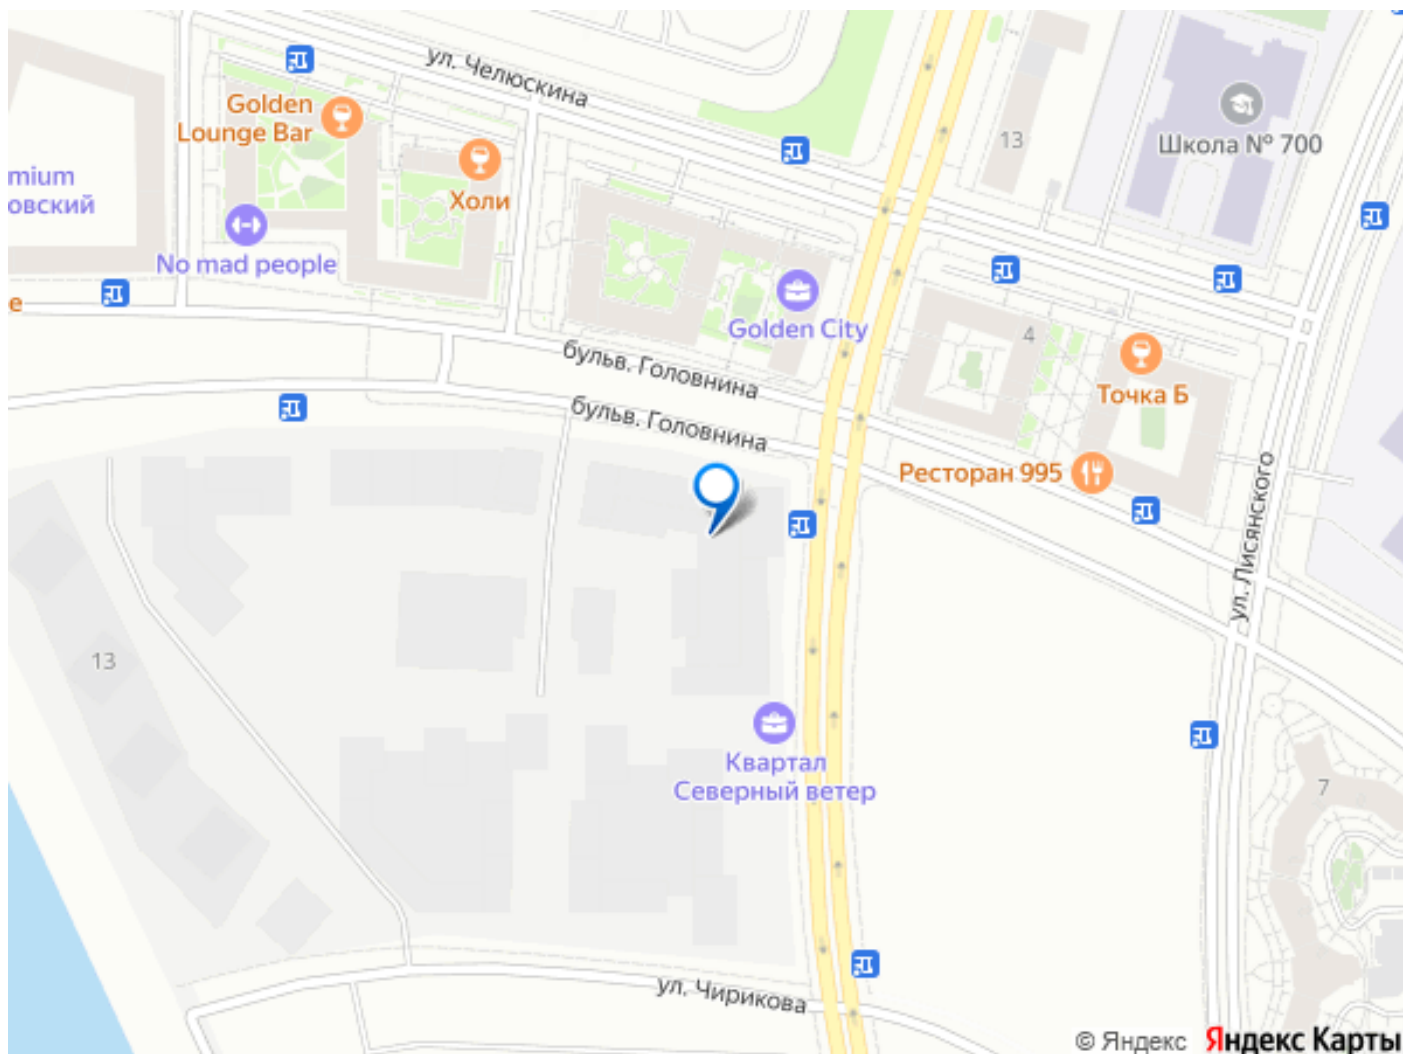 ул. Челюскина
Golden
Lounge Bar
Холи
13
Школа № 700
mium
овский
No mad people
Golden City
4
Точка Б
е
бульв. Головнина
бульв. Головнина
Ресторан 995
ул. Лисянского
13
Квартал
Северный ветер
7
ул. Чирикова
© Яндекс Яндекс Карты